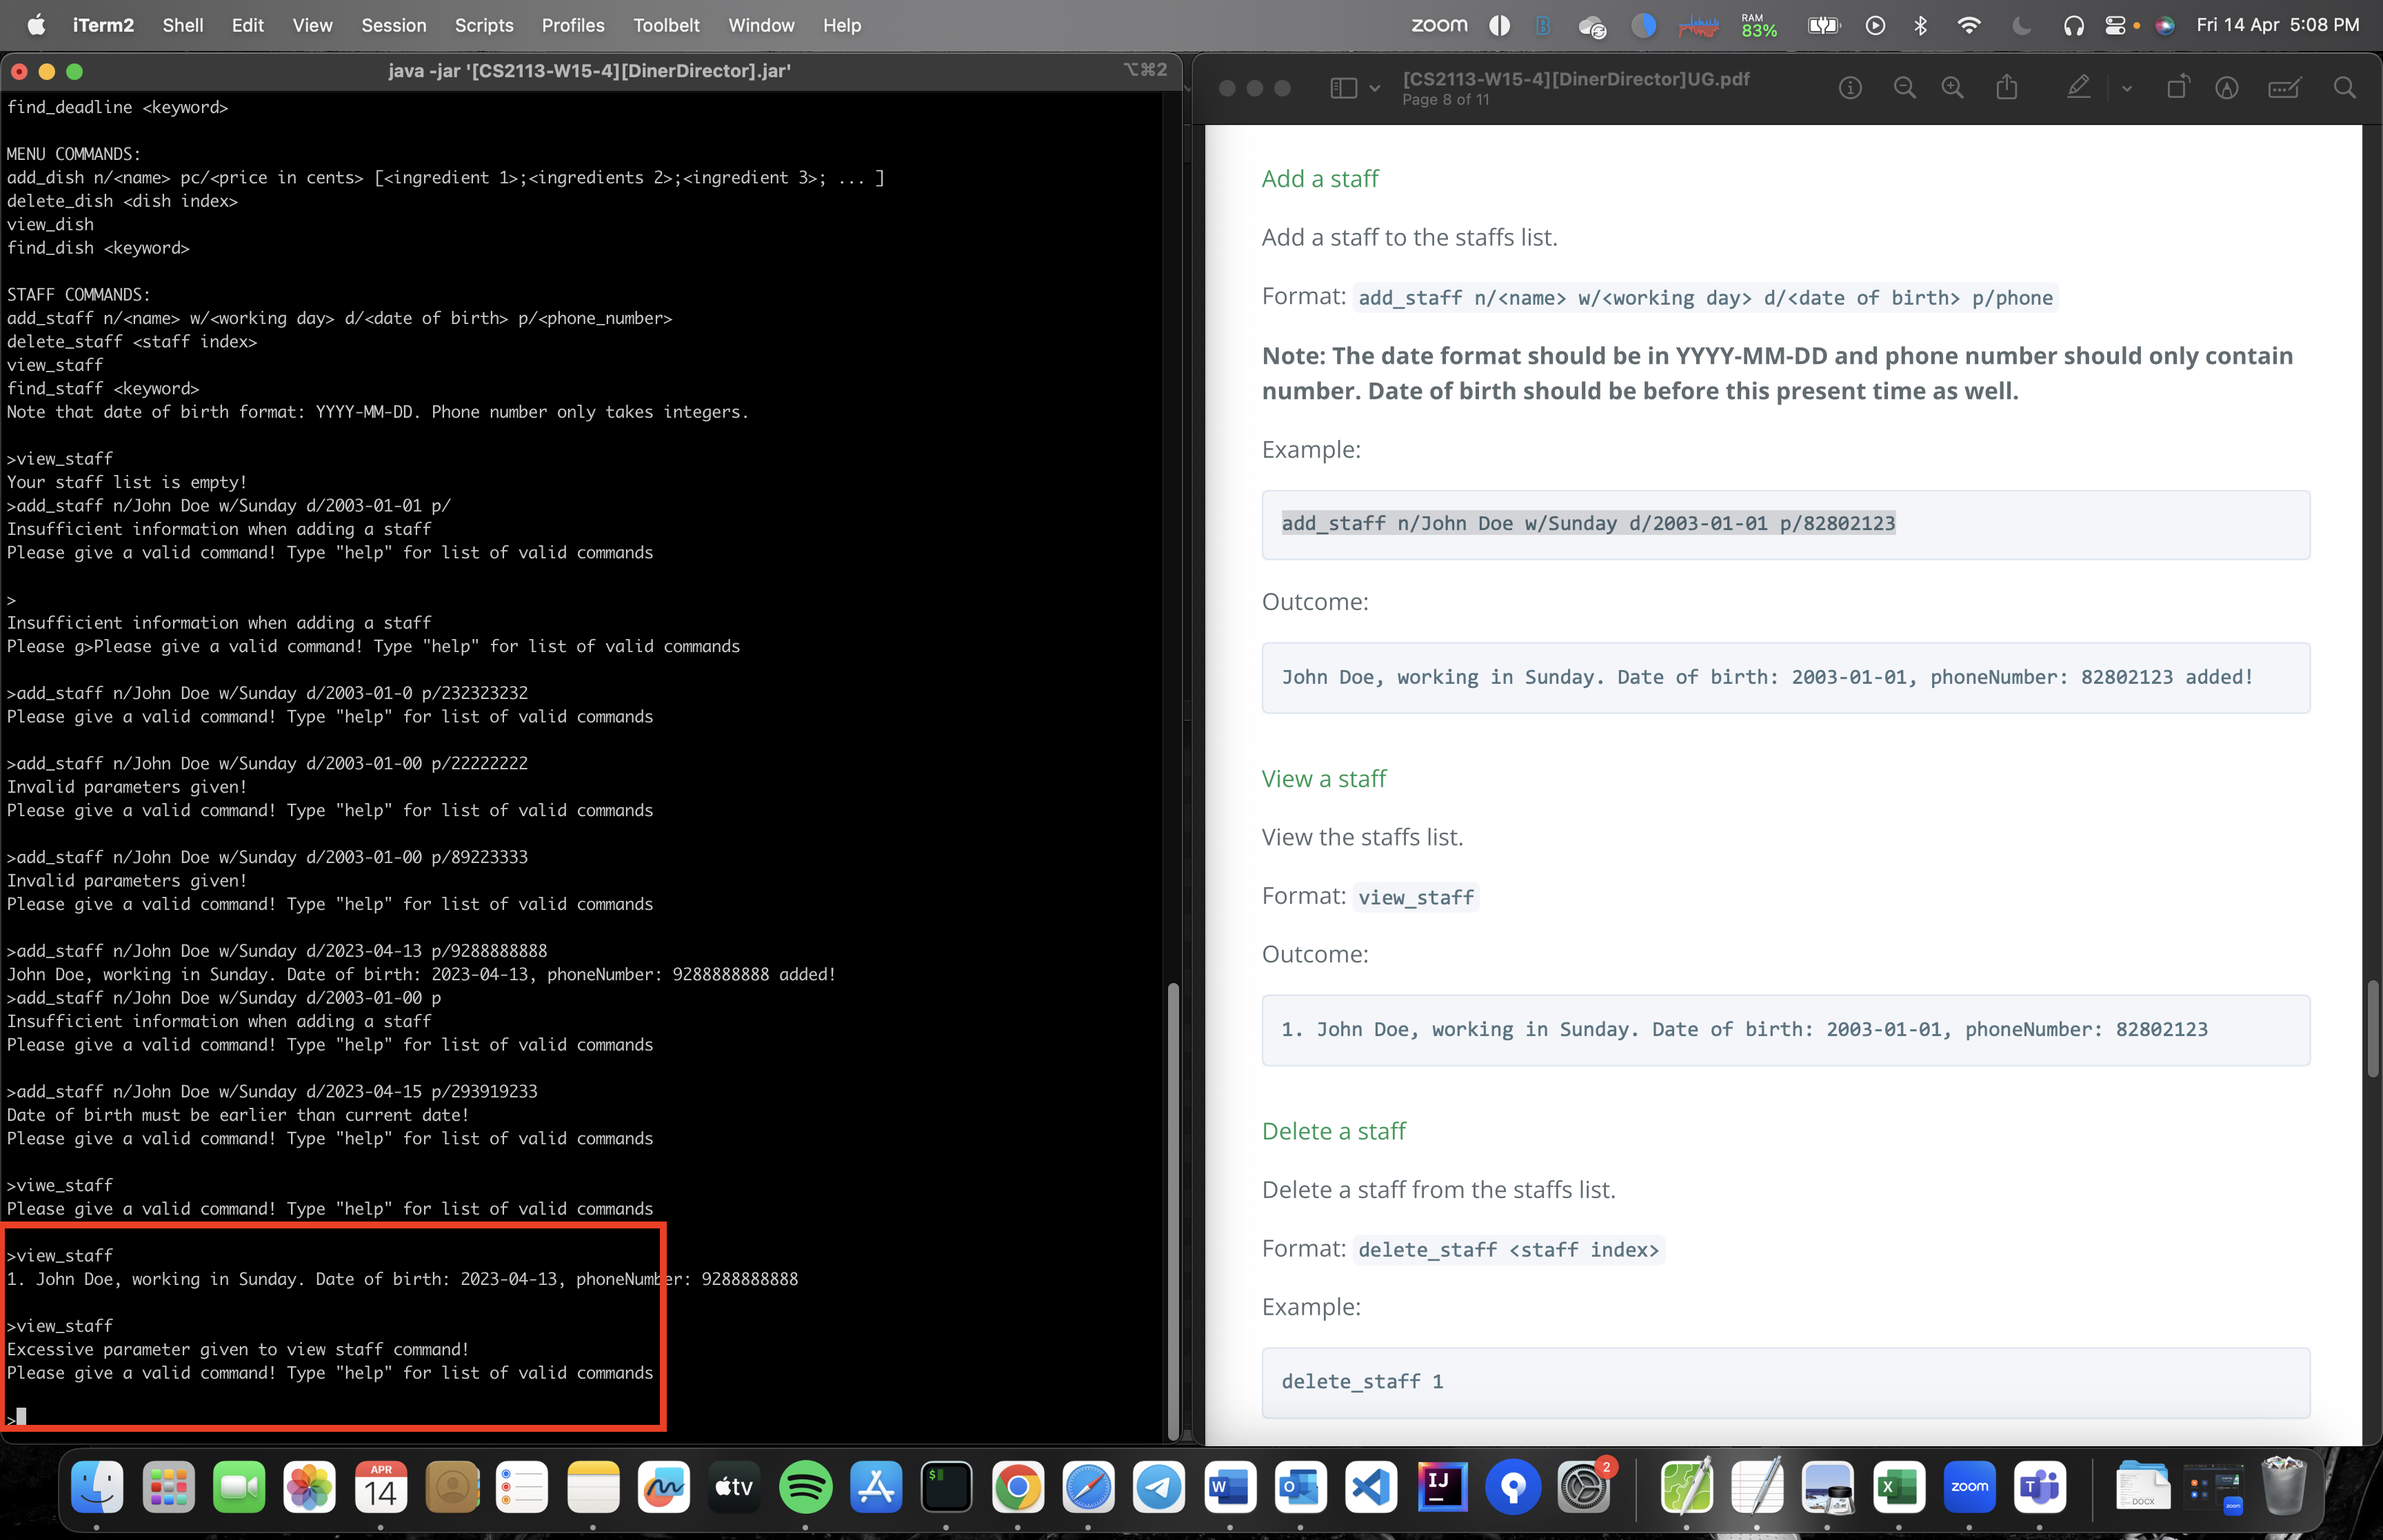 iTerm2 Shell Edit View Session Scripts Profiles Toolbelt Window Help zoom RAM 83% Fri 14 Apr 5:08 PM
java -jar '[CS2113-W15-4][DinerDirector].jar' ⌥⌘2
find_deadline <keyword>
MENU COMMANDS:
add_dish n/<name> pc/<price in cents> [<ingredient 1>;<ingredients 2>;<ingredient 3>; ... ]
delete_dish <dish index>
view_dish
find_dish <keyword>
STAFF COMMANDS:
add_staff n/<name> w/<working day> d/<date of birth> p/<phone_number>
delete_staff <staff index>
view_staff
find_staff <keyword>
Note that date of birth format: YYYY-MM-DD. Phone number only takes integers.
>view_staff
Your staff list is empty!
>add_staff n/John Doe w/Sunday d/2003-01-01 p/
Insufficient information when adding a staff
Please give a valid command! Type "help" for list of valid commands
>
Insufficient information when adding a staff
Please g>Please give a valid command! Type "help" for list of valid commands
>add_staff n/John Doe w/Sunday d/2003-01-0 p/232323232
Please give a valid command! Type "help" for list of valid commands
>add_staff n/John Doe w/Sunday d/2003-01-00 p/22222222
Invalid parameters given!
Please give a valid command! Type "help" for list of valid commands
>add_staff n/John Doe w/Sunday d/2003-01-00 p/89223333
Invalid parameters given!
Please give a valid command! Type "help" for list of valid commands
>add_staff n/John Doe w/Sunday d/2023-04-13 p/9288888888
John Doe, working in Sunday. Date of birth: 2023-04-13, phoneNumber: 9288888888 added!
>add_staff n/John Doe w/Sunday d/2003-01-00 p
Insufficient information when adding a staff
Please give a valid command! Type "help" for list of valid commands
>add_staff n/John Doe w/Sunday d/2023-04-15 p/293919233
Date of birth must be earlier than current date!
Please give a valid command! Type "help" for list of valid commands
>viwe_staff
Please give a valid command! Type "help" for list of valid commands
>view_staff
1. John Doe, working in Sunday. Date of birth: 2023-04-13, phoneNumber: 9288888888
>view_staff
Excessive parameter given to view staff command!
Please give a valid command! Type "help" for list of valid commands
>
[CS2113-W15-4][DinerDirector]UG.pdf
Page 8 of 11
Add a staff
Add a staff to the staffs list.
Format: add_staff n/<name> w/<working day> d/<date of birth> p/phone
Note: The date format should be in YYYY-MM-DD and phone number should only contain
number. Date of birth should be before this present time as well.
Example:
add_staff n/John Doe w/Sunday d/2003-01-01 p/82802123
Outcome:
John Doe, working in Sunday. Date of birth: 2003-01-01, phoneNumber: 82802123 added!
View a staff
View the staffs list.
Format: view_staff
Outcome:
1. John Doe, working in Sunday. Date of birth: 2003-01-01, phoneNumber: 82802123
Delete a staff
Delete a staff from the staffs list.
Format: delete_staff <staff index>
Example:
delete_staff 1
APR
14
tv
$
W
O
IJ
2
X
zoom
T
DOCX